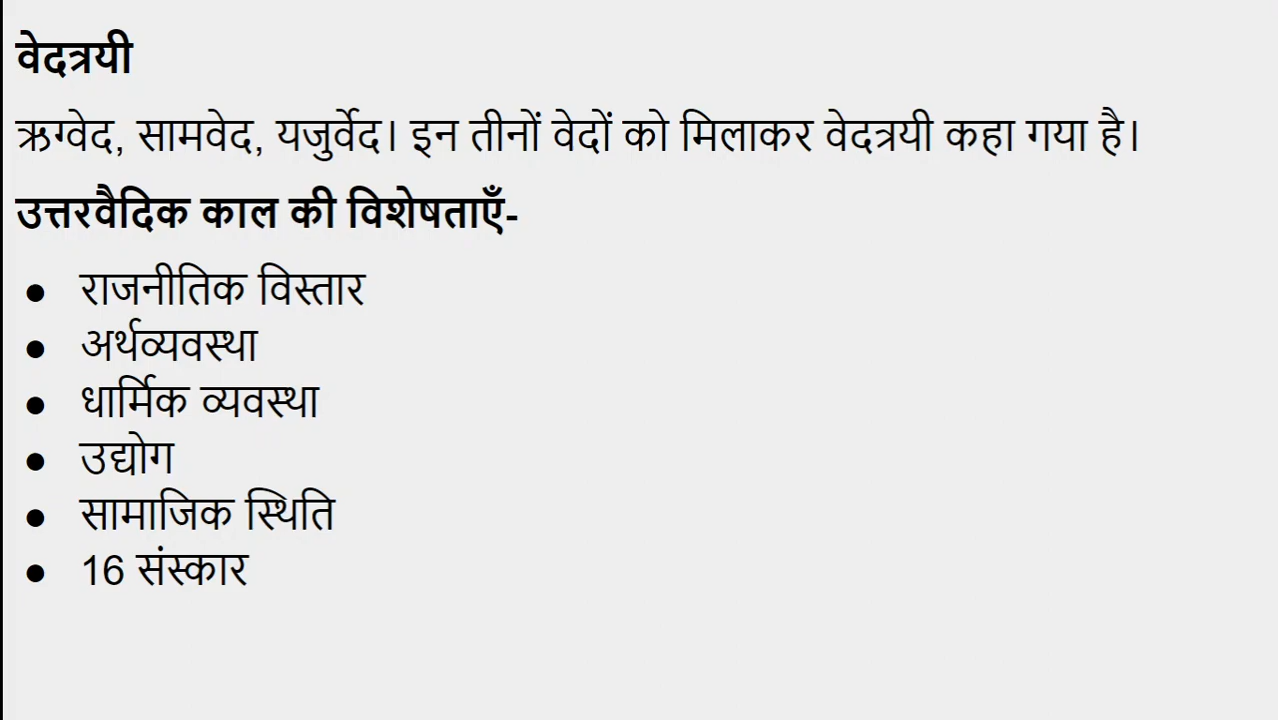 वेदत्रयी
ऋग्वेद, सामवेद, यजुर्वेद। इन तीनों वेदों को मिलाकर वेदत्रयी कहा गया है।
उत्तरवैदिक काल की विशेषताएँ-
● राजनीतिक विस्तार
● अर्थव्यवस्था
● धार्मिक व्यवस्था
● उद्योग
● सामाजिक स्थिति
● 16 संस्कार